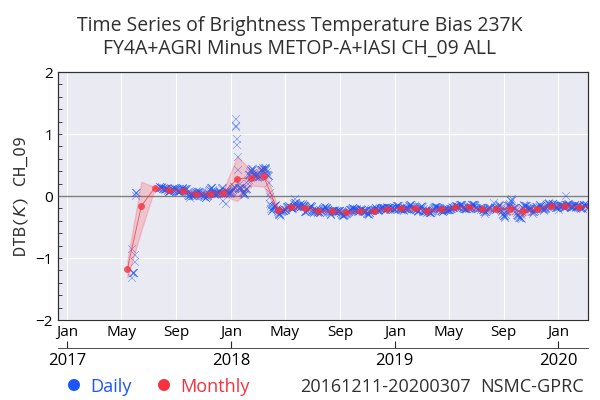 Time Series of Brightness Temperature Bias 237K
FY4A+AGRI Minus METOP-A+IASI CH_09 ALL
DTB(K) CH_09
2
1
0
−1
−2
Jan May Sep Jan May Sep Jan May Sep Jan
2017 2018 2019 2020
Daily Monthly 20161211-20200307 NSMC-GPRC